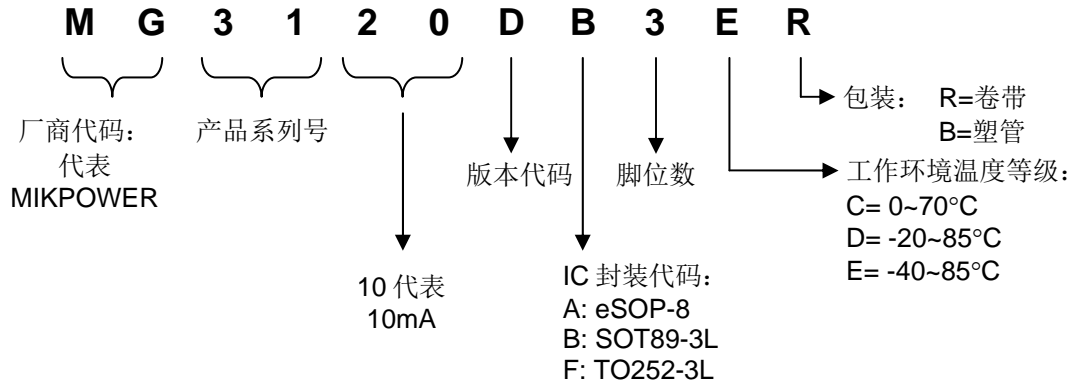 M G 3 1 2 0 D B 3 E R
厂商代码：
代表
MIKPOWER
产品系列号
10 代表
10mA
版本代码
IC 封装代码：
A: eSOP-8
B: SOT89-3L
F: TO252-3L
脚位数
工作环境温度等级：
C= 0~70°C
D= -20~85°C
E= -40~85°C
包装： R=卷带
B=塑管